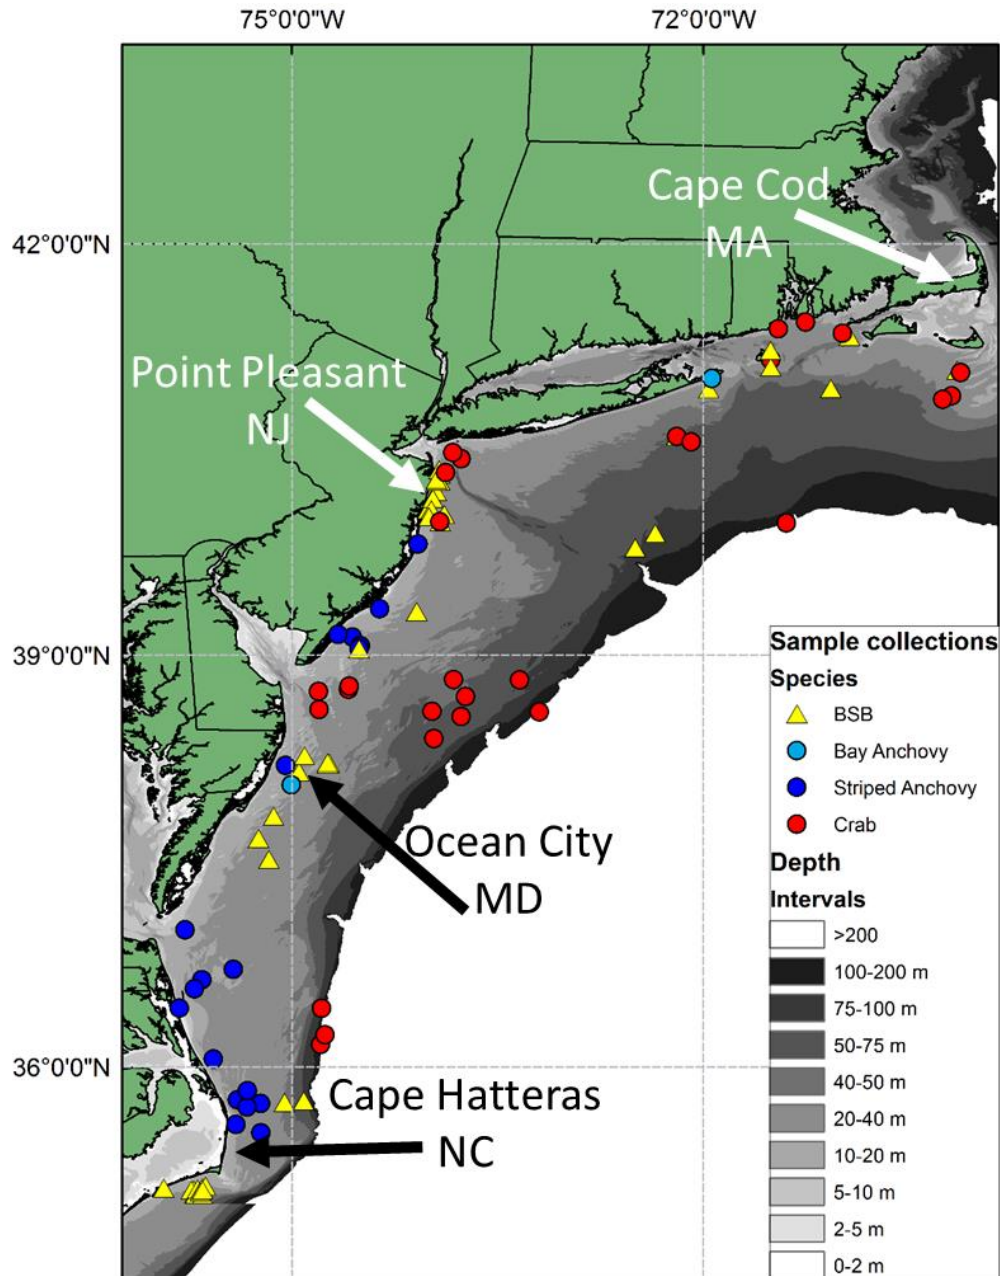 75°0'0"W
72°0'0"W
42°0'0"N
39°0'0"N
36°0'0"N
Cape Cod
MA
Point Pleasant
NJ
Ocean City
MD
Cape Hatteras
NC
Sample collections
Species
BSB
Bay Anchovy
Striped Anchovy
Crab
Depth
Intervals
>200
100-200 m
75-100 m
50-75 m
40-50 m
20-40 m
10-20 m
5-10 m
2-5 m
0-2 m